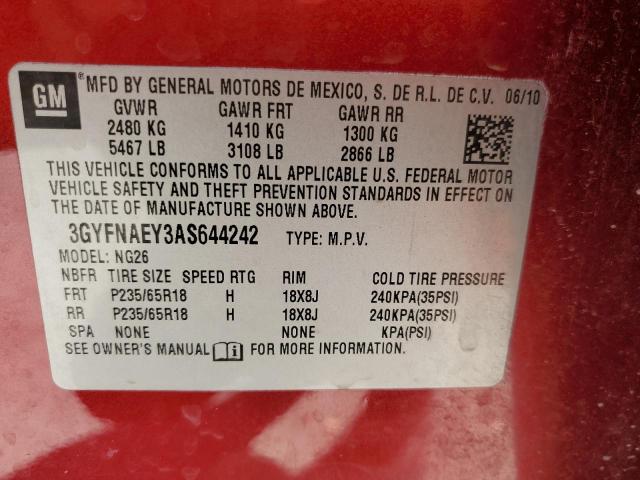 GM ® MFD BY GENERAL MOTORS DE MEXICO, S. DE R.L. DE C.V. 06/10
GVWR GAWR FRT GAWR RR
2480 KG 1410 KG 1300 KG
5467 LB 3108 LB 2866 LB
THIS VEHICLE CONFORMS TO ALL APPLICABLE U.S. FEDERAL MOTOR
VEHICLE SAFETY AND THEFT PREVENTION STANDARDS IN EFFECT ON
THE DATE OF MANUFACTURE SHOWN ABOVE.
3GYFNAEY3AS644242 TYPE: M.P.V.
MODEL: NG26
NBFR TIRE SIZE SPEED RTG RIM COLD TIRE PRESSURE
FRT P235/65R18 H 18X8J 240KPA(35PSI)
RR P235/65R18 H 18X8J 240KPA(35PSI)
SPA NONE NONE KPA(PSI)
SEE OWNER'S MANUAL i FOR MORE INFORMATION.